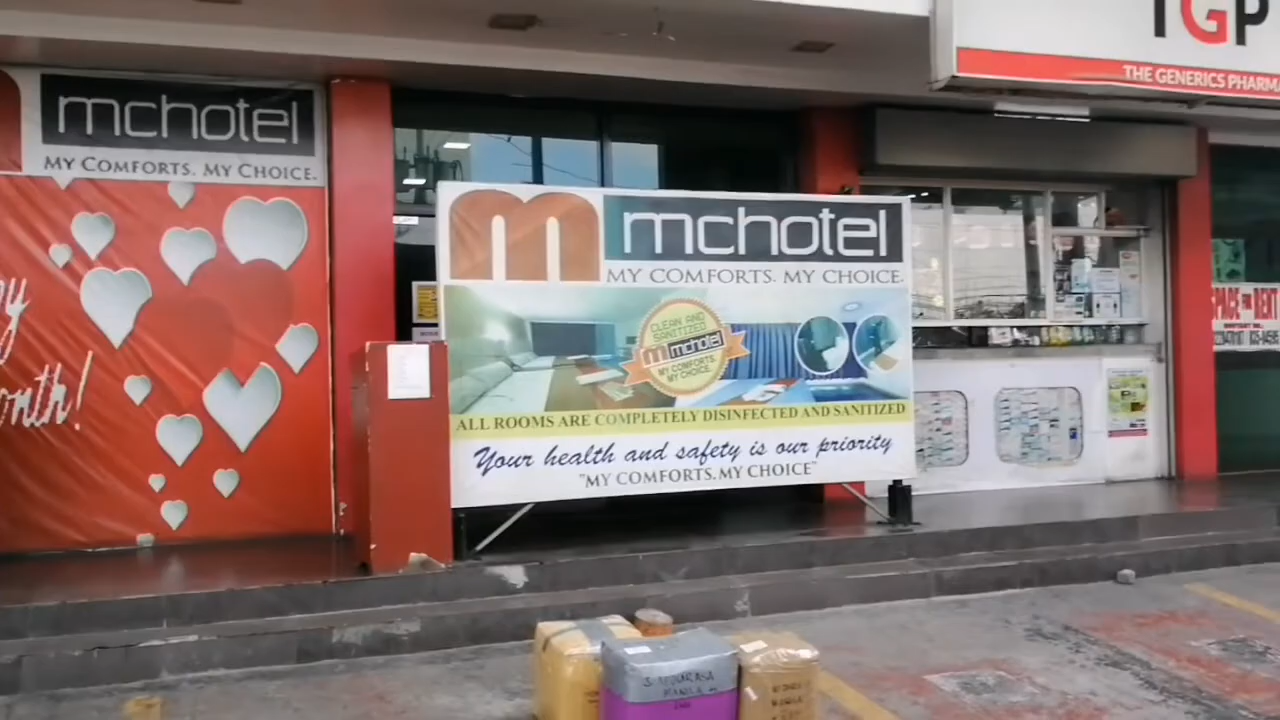 mchotel
MY COMFORTS. MY CHOICE.
onth!
TGP
THE GENERICS PHARMA
m mchotel
MY COMFORTS. MY CHOICE.
CLEAN AND
SANITIZED
m mchotel
MY COMFORTS.
MY CHOICE.
ALL ROOMS ARE COMPLETELY DISINFECTED AND SANITIZED
Your health and safety is our priority
"MY COMFORTS. MY CHOICE"
SPACE FOR RENT
MANILA